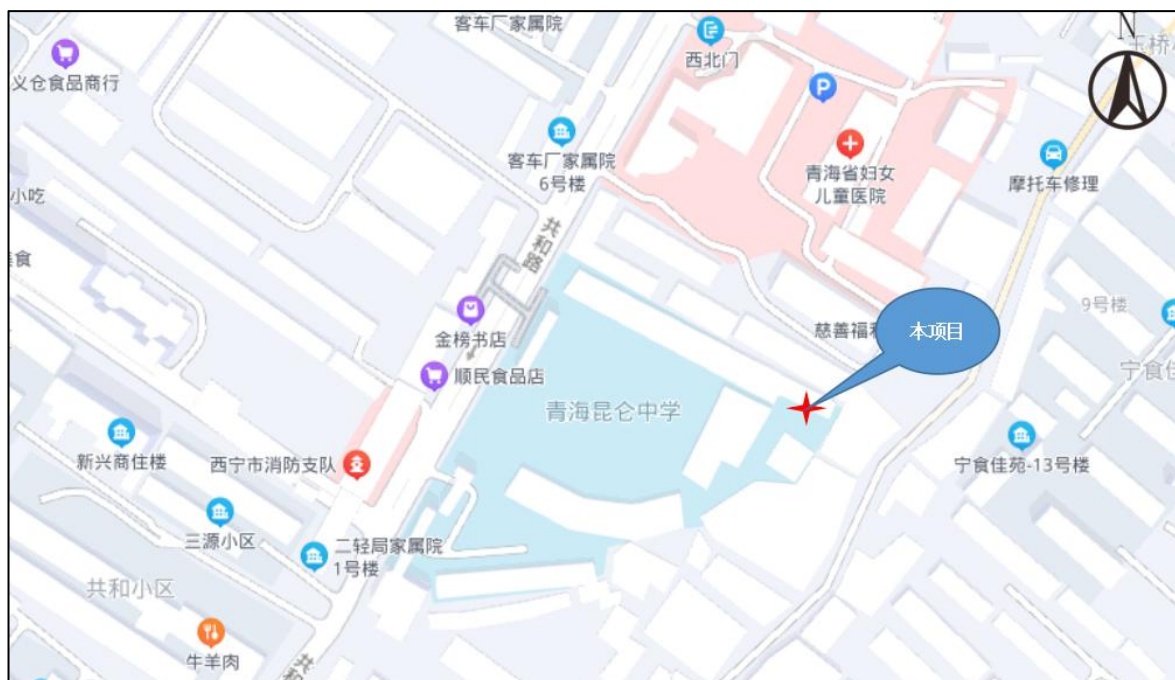 客车厂家属院
N
玉桥
西北门
义仓食品商行
P
客车厂家属院
6号楼
青海省妇女
儿童医院
摩托车修理
小吃
共和路
食
9号楼
金榜书店
慈善福利
本项目
顺民食品店
宁食佳
青海昆仑中学
新兴商住楼
西宁市消防支队
宁食佳苑-13号楼
三源小区
二轻局家属院
1号楼
共和小区
牛羊肉
共和